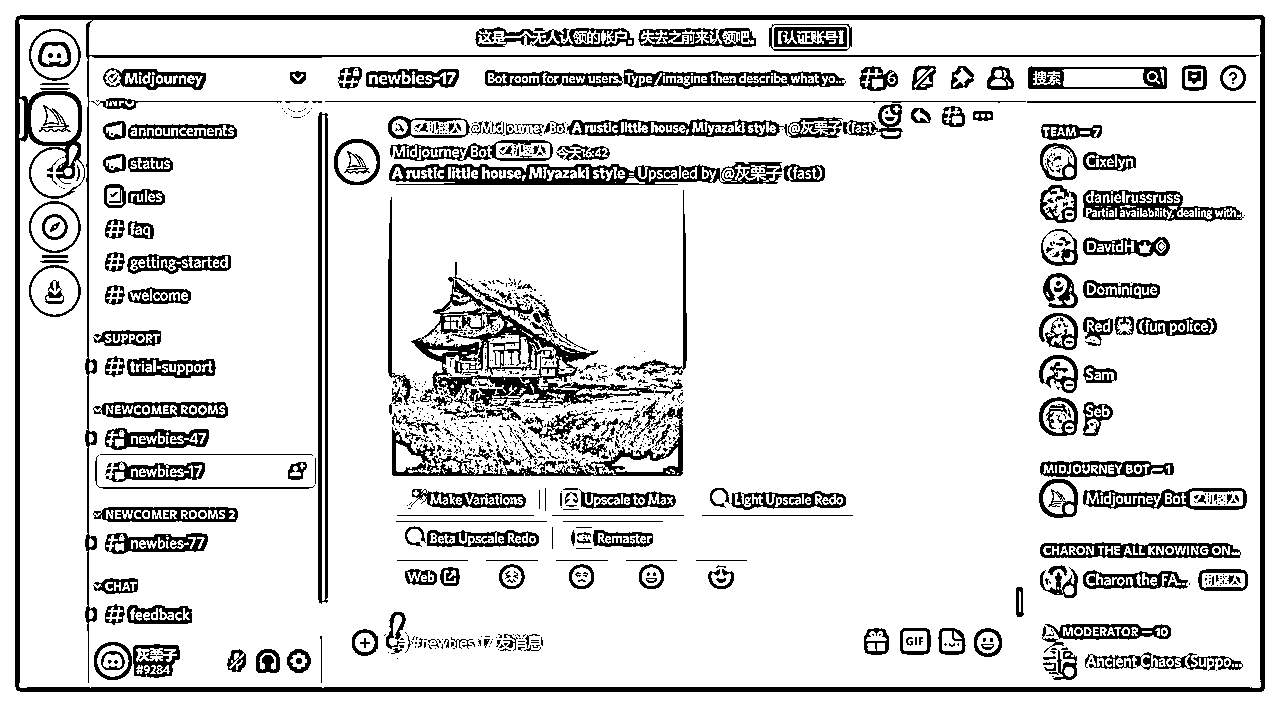 这是一个无人认领的帐户。失去之前来认领吧。 【认证账号】
Midjourney
newbies-17 Bot room for new users. Type /imagine then describe what yo... 6 搜索
INFO
announcements
status
rules
faq
getting-started
welcome
SUPPORT
trial-support
NEWCOMER ROOMS
newbies-47
newbies-17
NEWCOMER ROOMS 2
newbies-77
CHAT
feedback
灰栗子
#9284
机器人 @Midjourney Bot A rustic little house, Miyazaki style - @灰栗子 (fast
Midjourney Bot 机器人 今天16:42
A rustic little house, Miyazaki style - Upscaled by @灰栗子 (fast)
Make Variations Upscale to Max Light Upscale Redo
Beta Upscale Redo Remaster
Web
#newbies-17 发消息
GIF
TEAM — 7
Cixelyn
danielrussruss
Partial availability, dealing with...
DavidH
Dominique
Red (fun police)
Sam
Seb
MIDJOURNEY BOT — 1
Midjourney Bot 机器人
CHARON THE ALL KNOWING ON...
Charon the FA... 机器人
MODERATOR — 10
Ancient Chaos (Suppo...